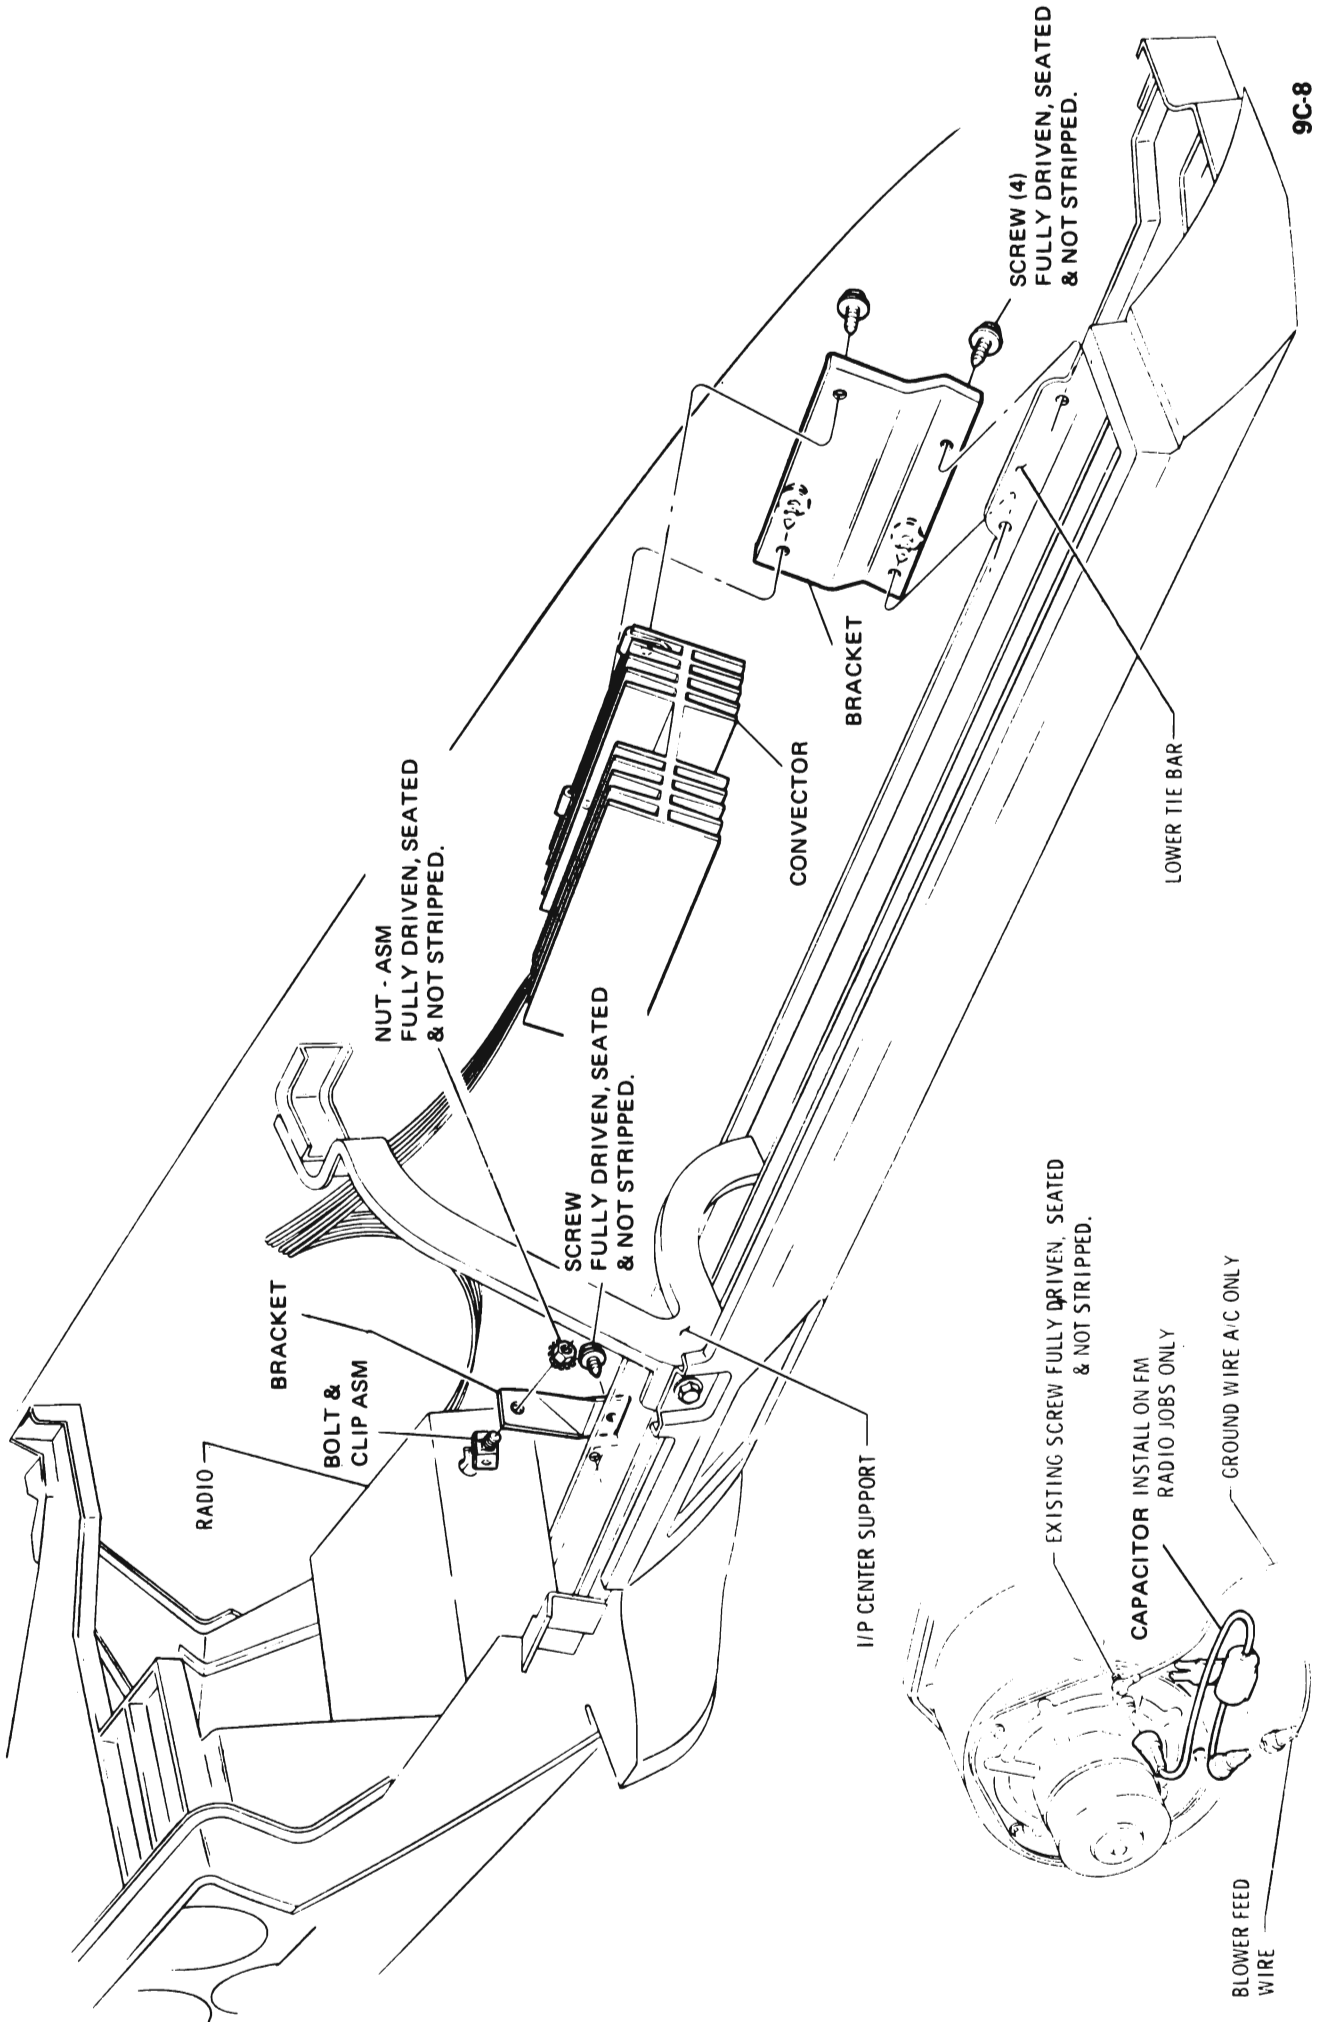 RADIO
BRACKET
BOLT &
CLIP ASM
NUT - ASM
FULLY DRIVEN, SEATED
& NOT STRIPPED.
SCREW
FULLY DRIVEN, SEATED
& NOT STRIPPED.
CONVECTOR
BRACKET
SCREW (4)
FULLY DRIVEN, SEATED
& NOT STRIPPED.
I/P CENTER SUPPORT
LOWER TIE BAR
EXISTING SCREW FULLY DRIVEN, SEATED
& NOT STRIPPED.
CAPACITOR INSTALL ON FM
RADIO JOBS ONLY
GROUND WIRE A/C ONLY
BLOWER FEED
WIRE
9C-8